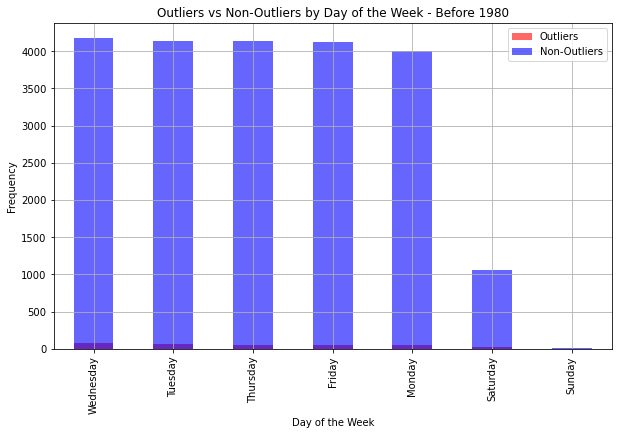 Outliers vs Non-Outliers by Day of the Week - Before 1980
Outliers
Non-Outliers
4000
3500
3000
2500
2000
1500
1000
500
0
Frequency
Wednesday
Tuesday
Thursday
Friday
Monday
Saturday
Sunday
Day of the Week